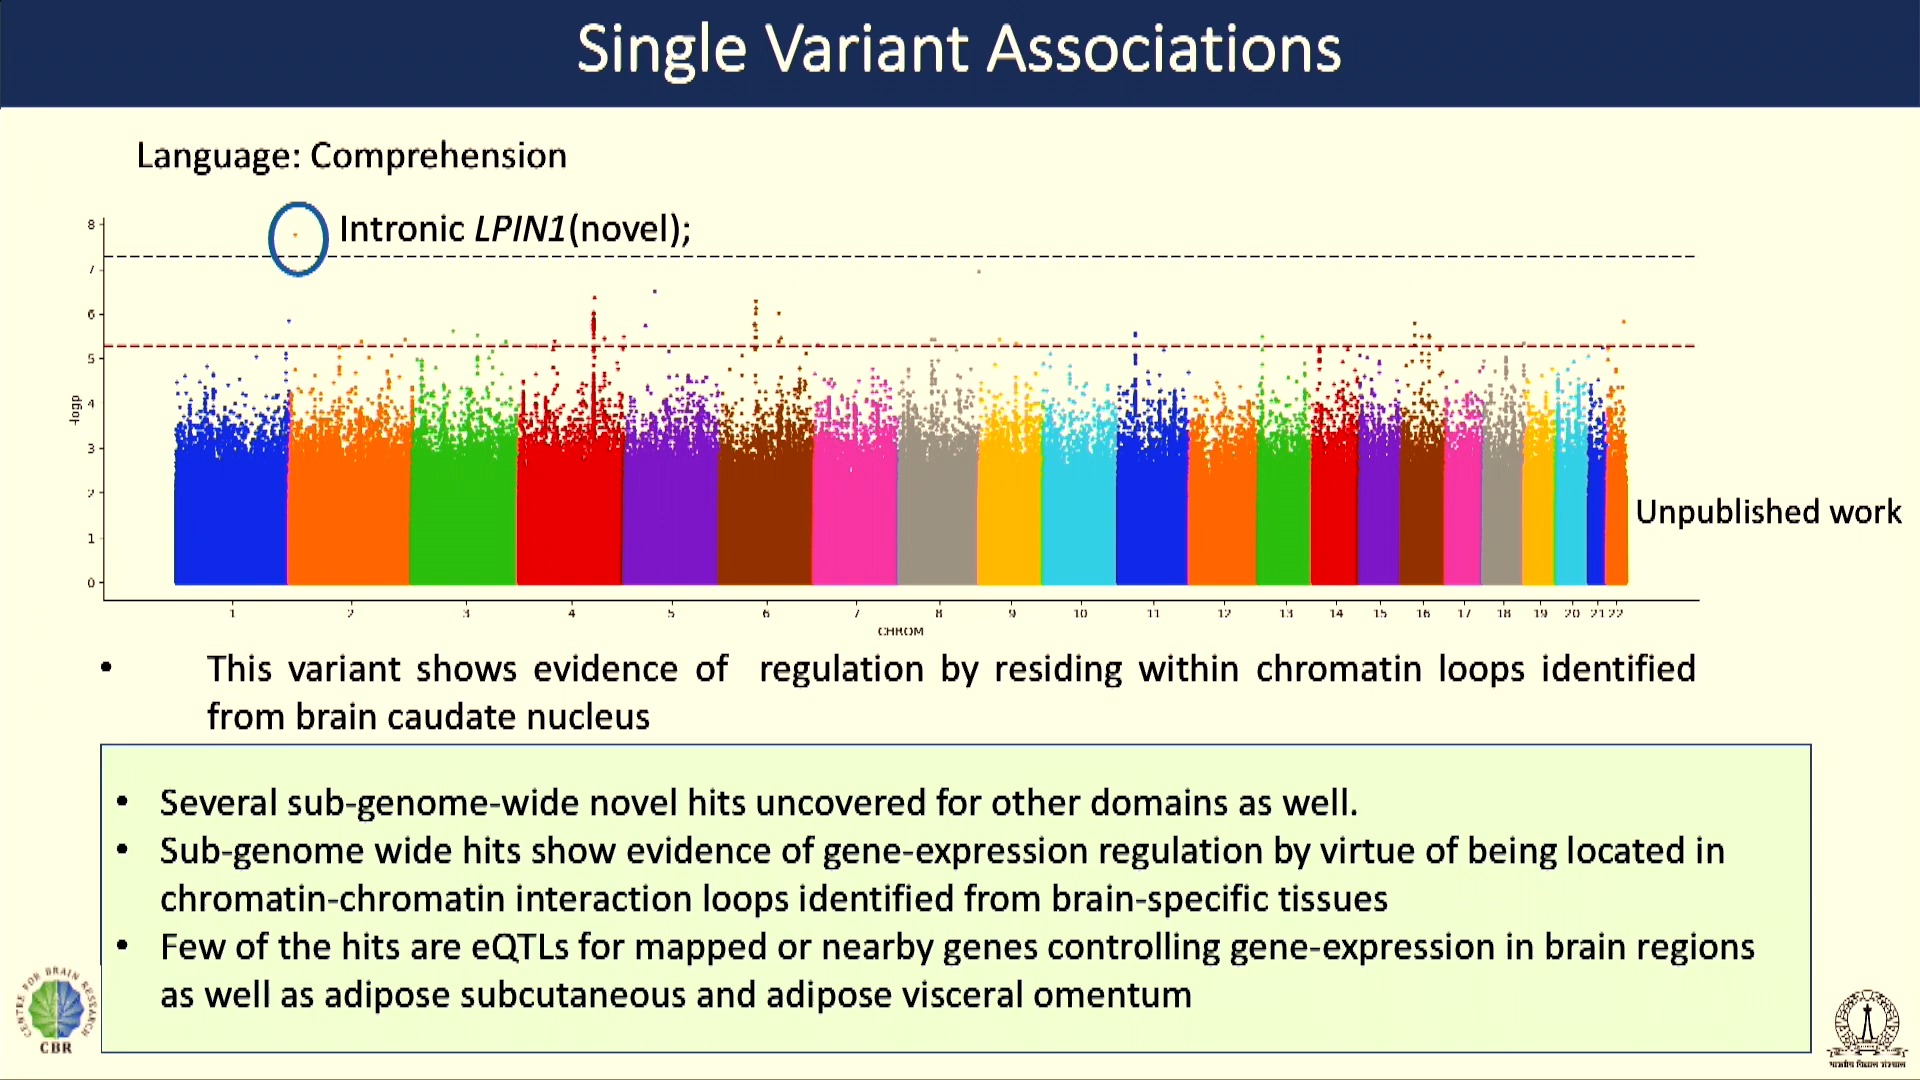 Single Variant Associations
Language: Comprehension
Intronic LPIN1(novel);
8
7
6
5
4
3
2
1
0
-logp
1 2 3 4 5 6 7 8 9 10 11 12 13 14 15 16 17 18 19 20 21 22
CHROM
Unpublished work
• This variant shows evidence of regulation by residing within chromatin loops identified
from brain caudate nucleus
• Several sub-genome-wide novel hits uncovered for other domains as well.
• Sub-genome wide hits show evidence of gene-expression regulation by virtue of being located in
chromatin-chromatin interaction loops identified from brain-specific tissues
• Few of the hits are eQTLs for mapped or nearby genes controlling gene-expression in brain regions
as well as adipose subcutaneous and adipose visceral omentum
CENTRE FOR BRAIN RESEARCH
CBR